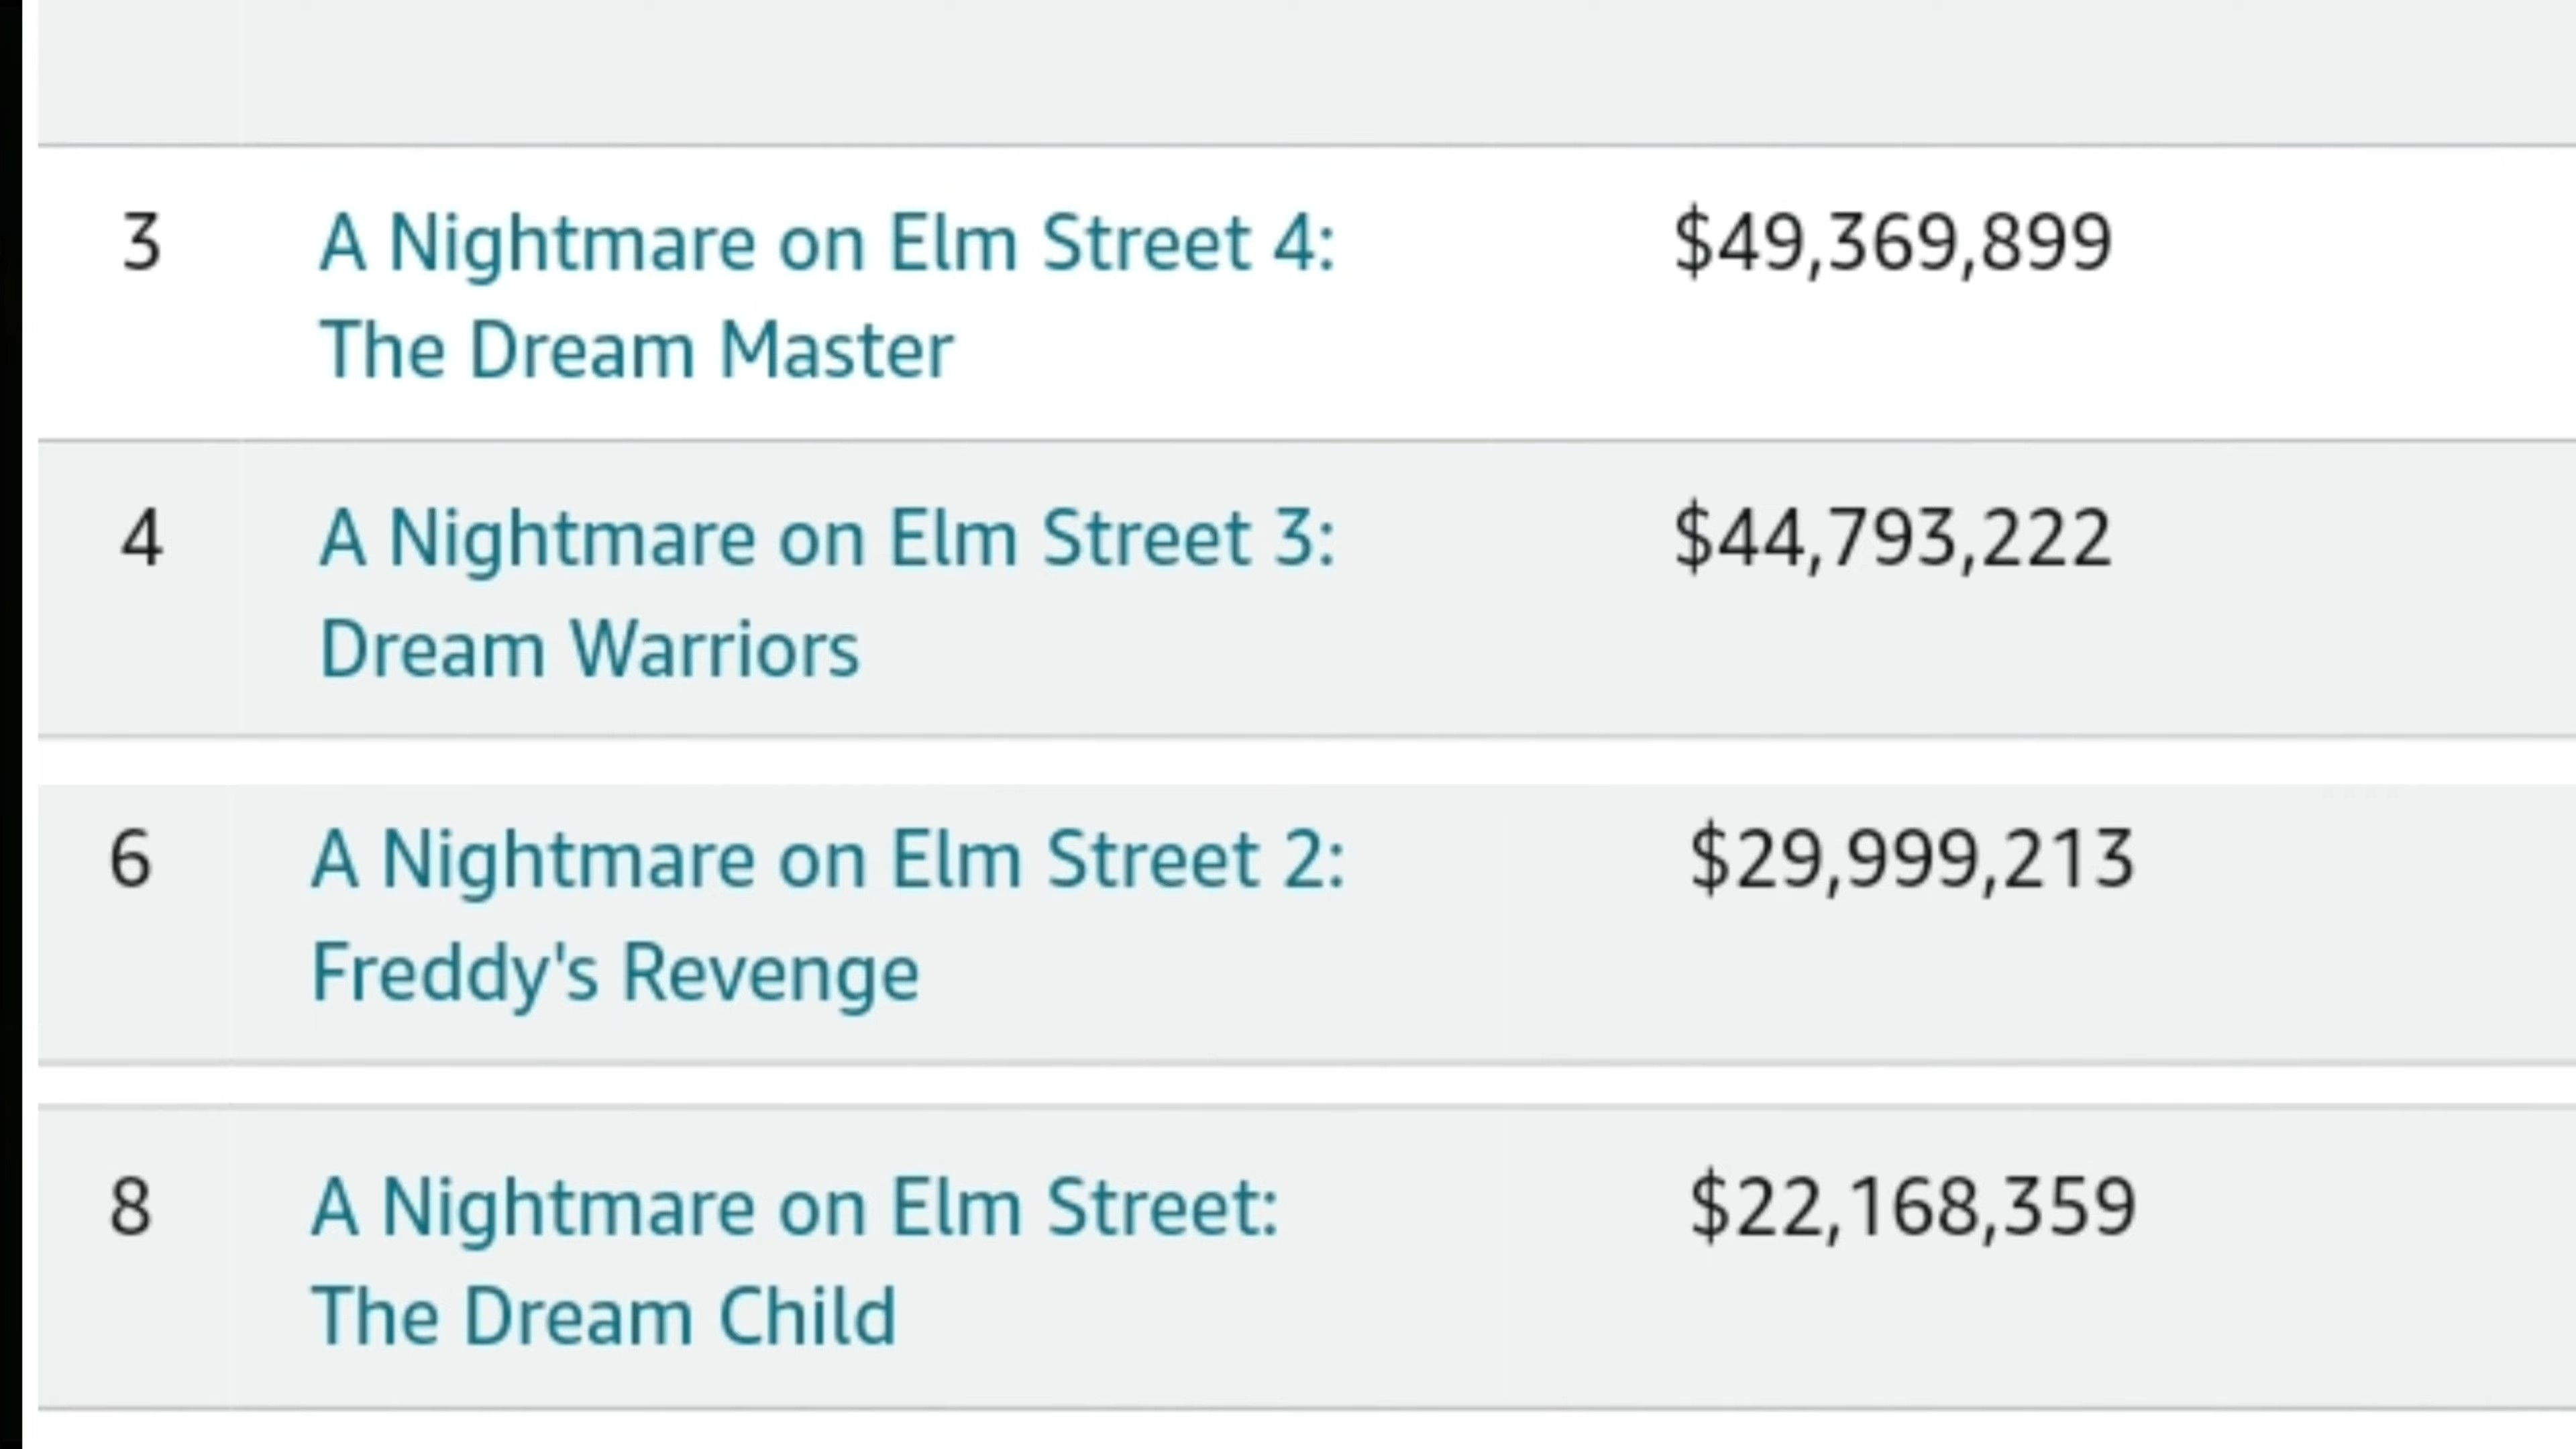 3 A Nightmare on Elm Street 4: $49,369,899
The Dream Master
4 A Nightmare on Elm Street 3: $44,793,222
Dream Warriors
6 A Nightmare on Elm Street 2: $29,999,213
Freddy's Revenge
8 A Nightmare on Elm Street: $22,168,359
The Dream Child